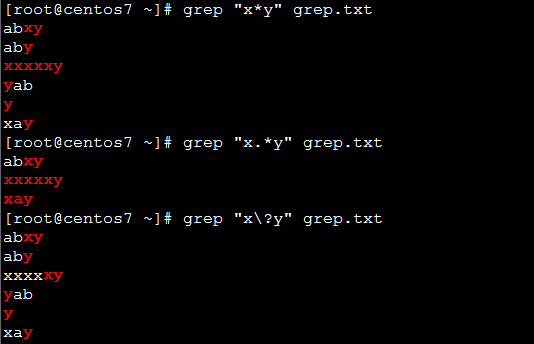 [root@centos7 ~]# grep "x*y" grep.txt
abxy
aby
xxxxxy
yab
y
xay
[root@centos7 ~]# grep "x.*y" grep.txt
abxy
xxxxxy
xay
[root@centos7 ~]# grep "x\?y" grep.txt
abxy
aby
xxxxxy
yab
y
xay